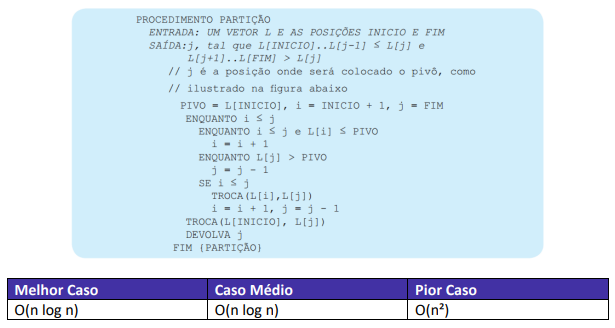 PROCEDIMENTO PARTIÇÃO
ENTRADA: UM VETOR L E AS POSIÇÕES INICIO E FIM
SAÍDA:j, tal que L[INICIO]..L[j-1] ≤ L[j] e
L[j+1]..L[FIM] > L[j]
// j é a posição onde será colocado o pivô, como
// ilustrado na figura abaixo
PIVO = L[INICIO], i = INICIO + 1, j = FIM
ENQUANTO i ≤ j
ENQUANTO i ≤ j e L[i] ≤ PIVO
i = i + 1
ENQUANTO L[j] > PIVO
j = j - 1
SE i ≤ j
TROCA(L[i],L[j])
i = i + 1, j = j - 1
TROCA(L[INICIO], L[j])
DEVOLVA j
FIM {PARTIÇÃO}
Melhor Caso Caso Médio Pior Caso
O(n log n) O(n log n) O(n²)